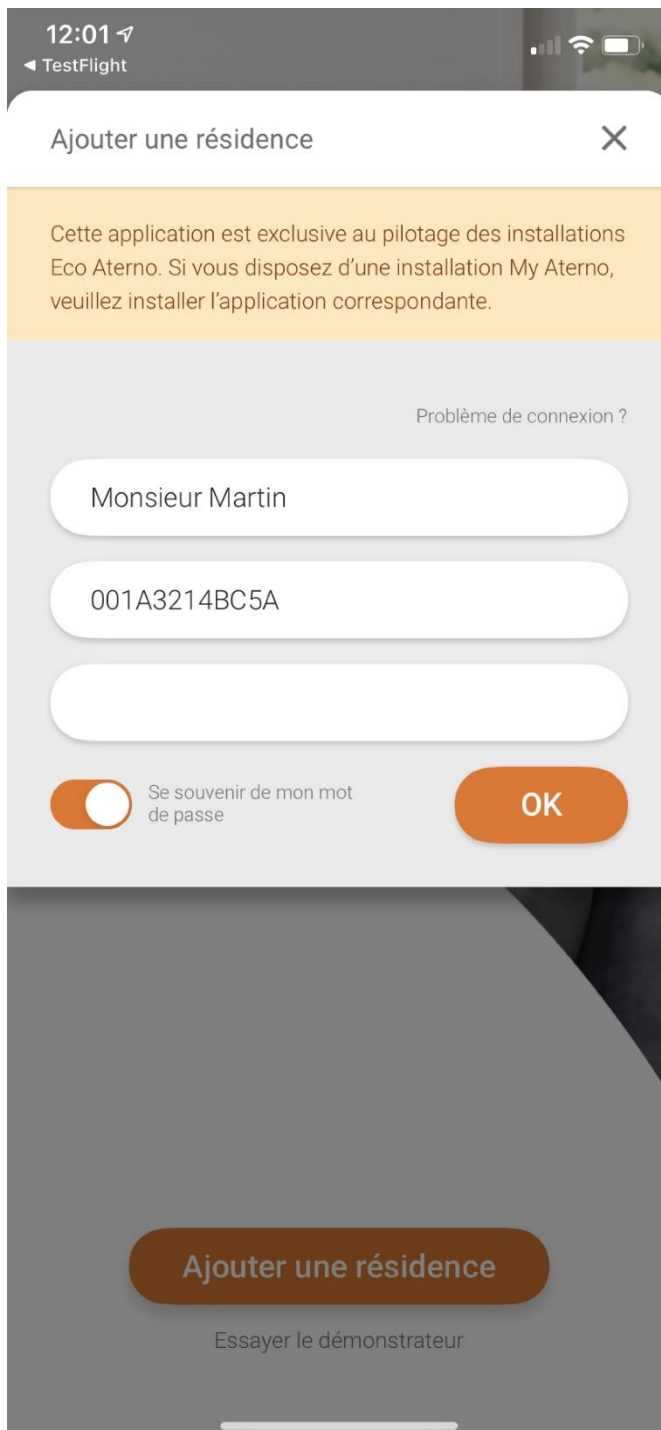 12:01
◀ TestFlight
Ajouter une résidence
Cette application est exclusive au pilotage des installations
Eco Aterno. Si vous disposez d’une installation My Aterno,
veuillez installer l’application correspondante.
Problème de connexion ?
Monsieur Martin
001A3214BC5A
Se souvenir de mon mot
de passe
OK
Ajouter une résidence
Essayer le démonstrateur